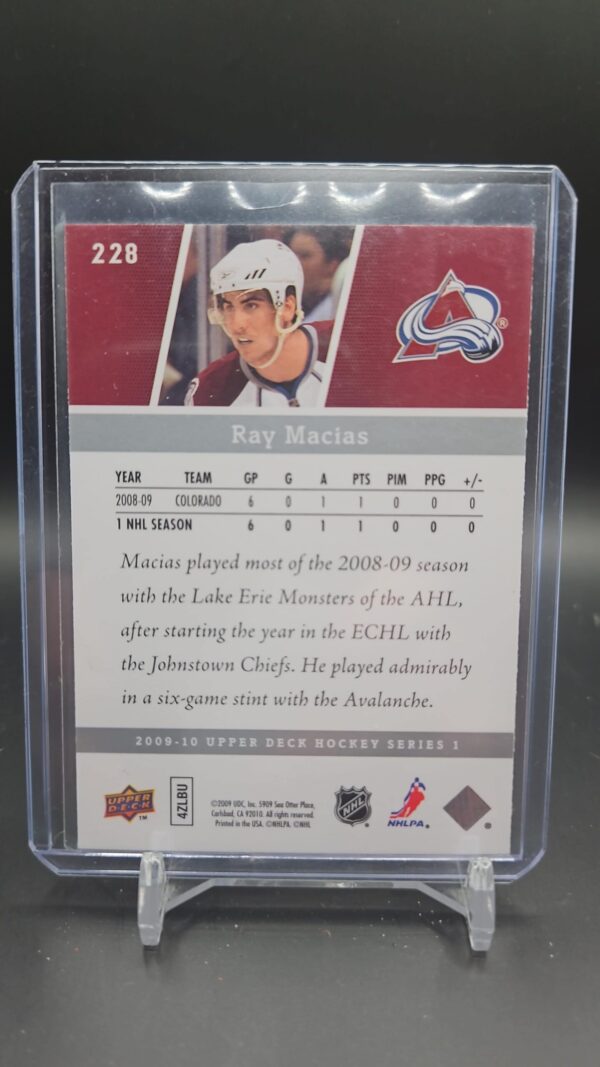 228
®
Ray Macias
YEAR TEAM GP G A PTS PIM PPG +/-
2008-09 COLORADO 6 0 1 1 0 0 0
1 NHL SEASON 6 0 1 1 0 0 0
Macias played most of the 2008-09 season
with the Lake Erie Monsters of the AHL,
after starting the year in the ECHL with
the Johnstown Chiefs. He played admirably
in a six-game stint with the Avalanche.
2009-10 UPPER DECK HOCKEY SERIES 1
UPPER
DECK
TM
4ZLBU
©2009 UDC, Inc. 5909 Sea Otter Place,
Carlsbad, CA 92010. All rights reserved.
Printed in the USA. ©NHLPA. ©NHL
NHL
NHLPA.